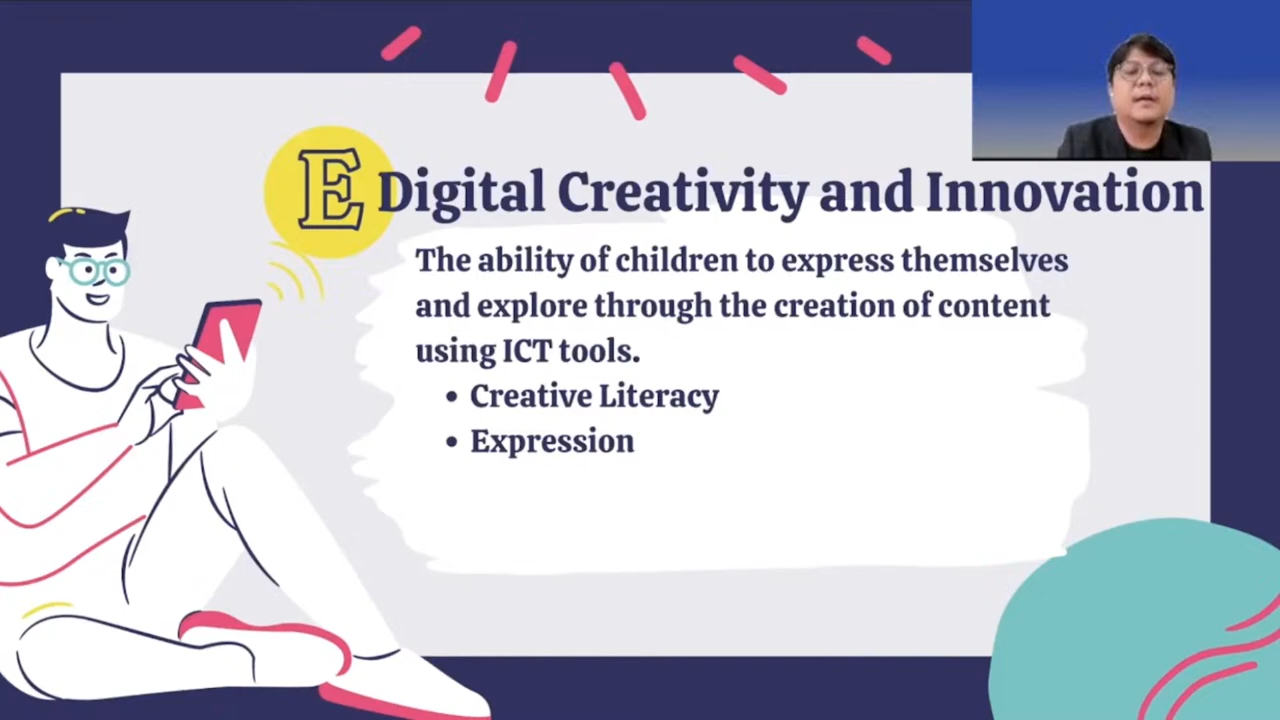 E Digital Creativity and Innovation
The ability of children to express themselves
and explore through the creation of content
using ICT tools.
• Creative Literacy
• Expression